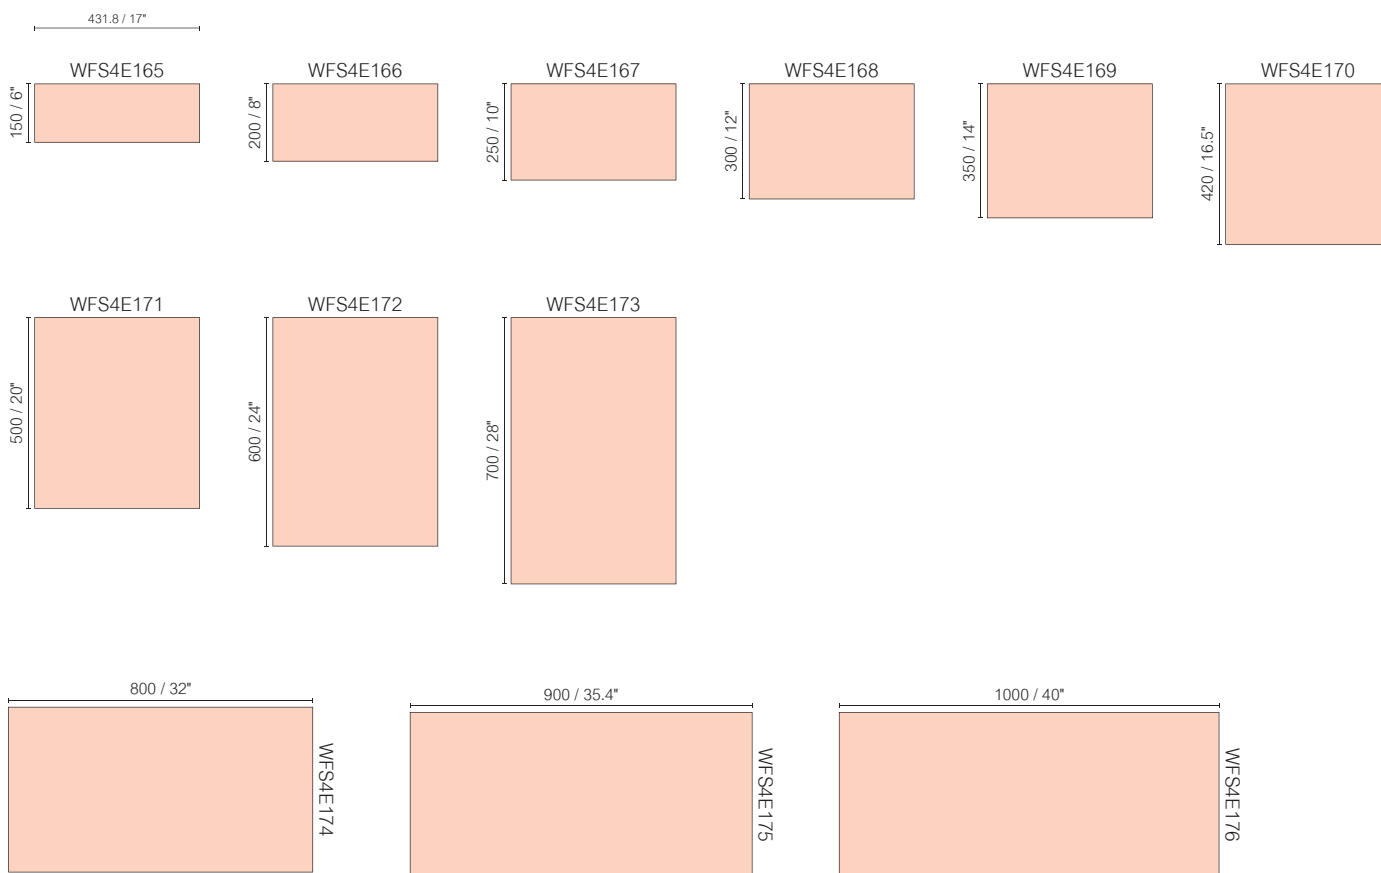 431.8 / 17"
WFS4E165
150 / 6"
WFS4E166
200 / 8"
WFS4E167
250 / 10"
WFS4E168
300 / 12"
WFS4E169
350 / 14"
WFS4E170
420 / 16.5"
WFS4E171
500 / 20"
WFS4E172
600 / 24"
WFS4E173
700 / 28"
800 / 32"
WFS4E174
900 / 35.4"
WFS4E175
1000 / 40"
WFS4E176